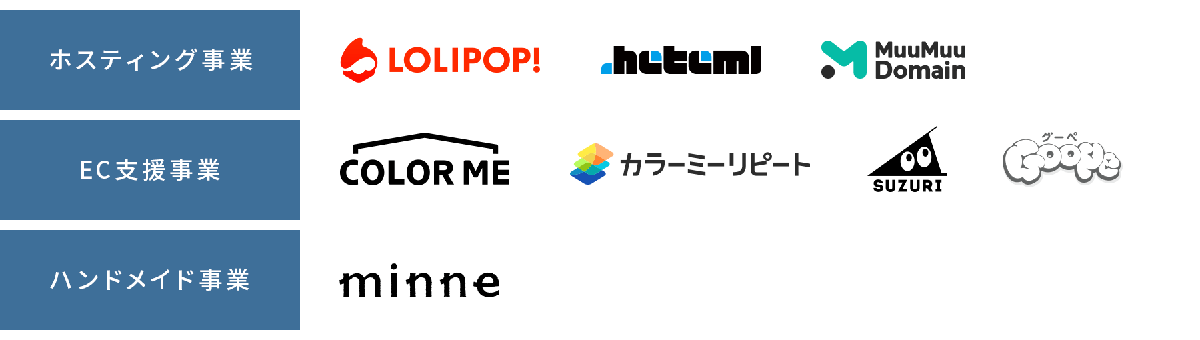 ホスティング事業
LOLIPOP!
.heteml
MuuMuu
Domain
EC支援事業
COLOR ME
カラーミーリピート
SUZURI
グーペ
Goope
ハンドメイド事業
minne